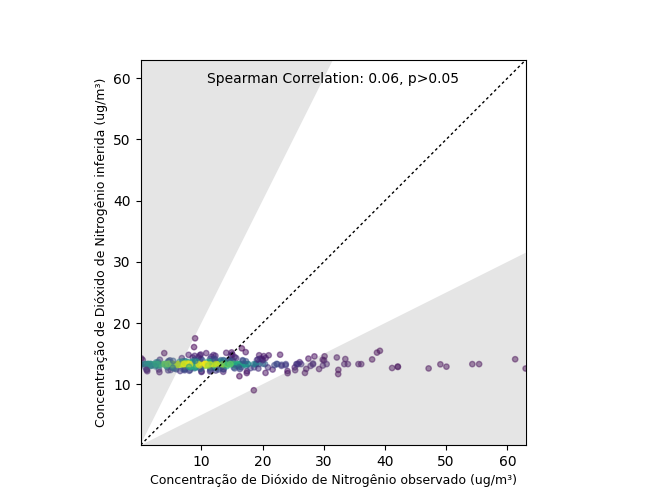 Spearman Correlation: 0.06, p>0.05
Concentração de Dióxido de Nitrogênio inferida (ug/m³)
60
50
40
30
20
10
10 20 30 40 50 60
Concentração de Dióxido de Nitrogênio observado (ug/m³)